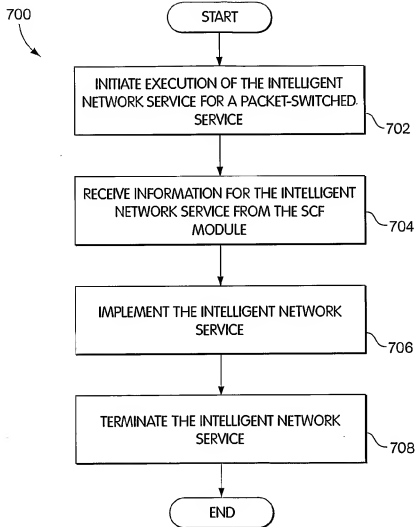 700
START
INITIATE EXECUTION OF THE INTELLIGENT
NETWORK SERVICE FOR A PACKET-SWITCHED
SERVICE
702
RECEIVE INFORMATION FOR THE INTELLIGENT
NETWORK SERVICE FROM THE SCF
MODULE
704
IMPLEMENT THE INTELLIGENT NETWORK
SERVICE
706
TERMINATE THE INTELLIGENT NETWORK
SERVICE
708
END